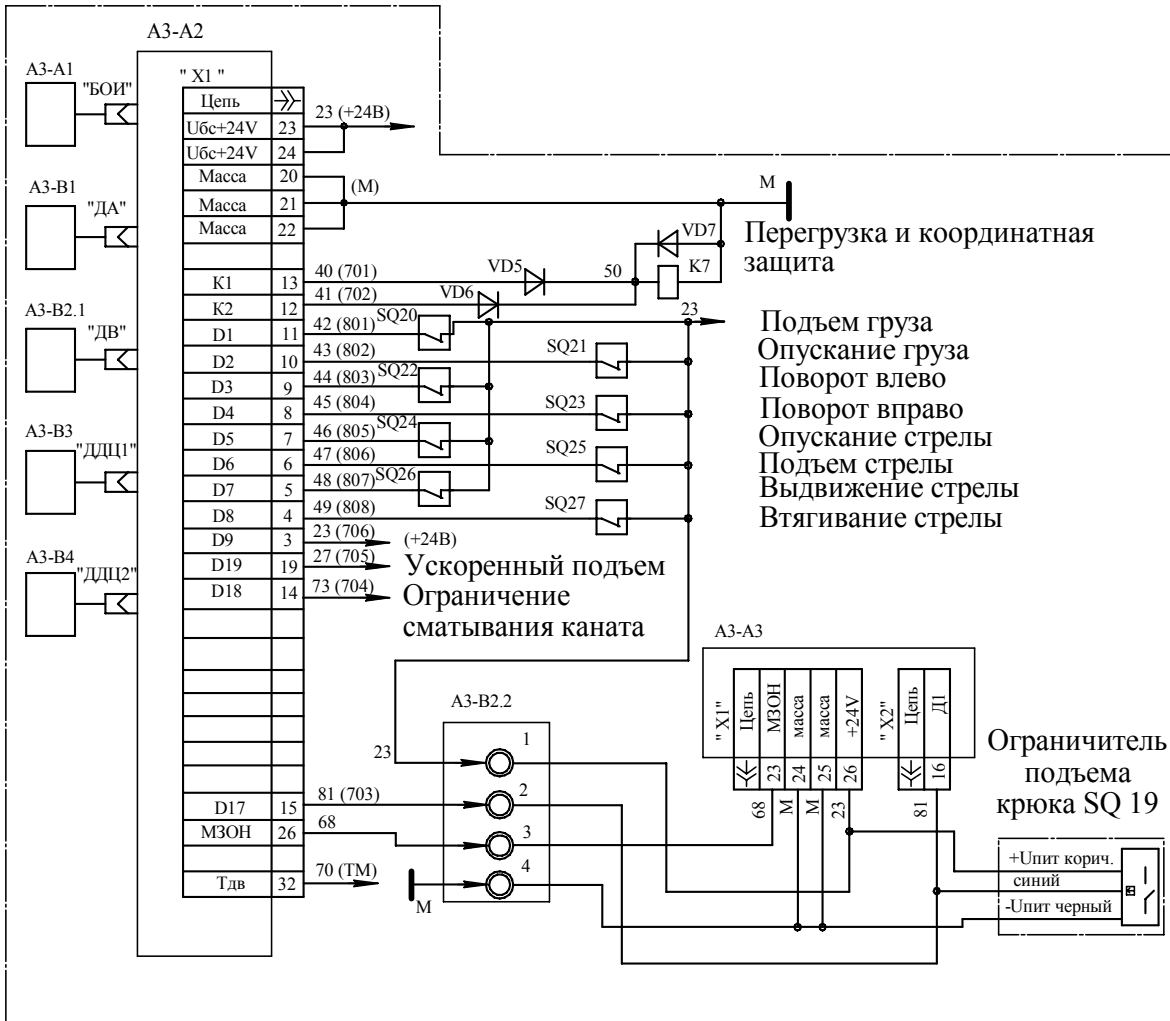 А3-А2
А3-А1
"БОИ"
А3-В1
"ДА"
А3-В2.1
"ДВ"
А3-В3
"ДДЦ1"
А3-В4
"ДДЦ2"
" X1 "
Цепь
Uбс+24V 23
23 (+24В)
Uбс+24V 24
Масса 20
Масса 21
(М)
Масса 22
М
К1 13 40 (701)
VD5
50
VD7
К7
Перегрузка и координатная
защита
К2 12 41 (702)
VD6
D1 11 42 (801) SQ20
23
Подъем груза
D2 10 43 (802) SQ21
Опускание груза
D3 9 44 (803) SQ22
Поворот влево
D4 8 45 (804) SQ23
Поворот вправо
D5 7 46 (805) SQ24
Опускание стрелы
D6 6 47 (806) SQ25
Подъем стрелы
D7 5 48 (807) SQ26
Выдвижение стрелы
D8 4 49 (808) SQ27
Втягивание стрелы
D9 3 23 (706) (+24В)
D19 19 27 (705) Ускоренный подъем
D18 14 73 (704) Ограничение
сматывания каната
D17 15 81 (703)
МЗОН 26 68
Тдв 32 70 (ТМ)
М
23
А3-В2.2
1
2
3
4
А3-А3
"X1"
Цепь
МЗОН
масса
масса
+24V
23
24
25
26
68
М
М
23
"X2"
Цепь
Д1
16
81
Ограничитель
подъема
крюка SQ 19
+Uпит корич.
синий
-Uпит черный